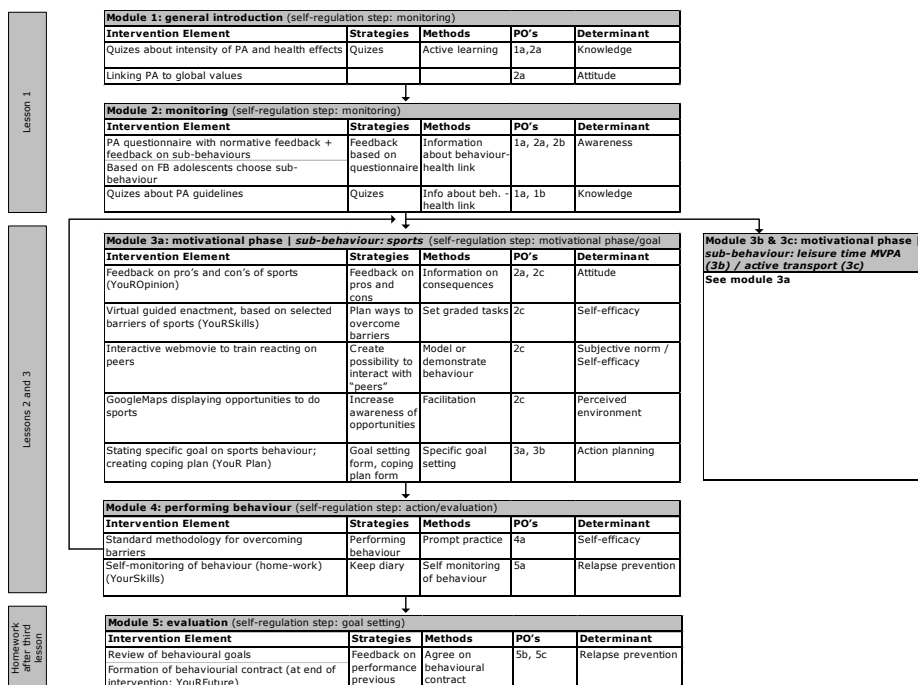 Lesson 1
Module 1: general introduction (self-regulation step: monitoring)
Intervention Element Strategies Methods PO's Determinant
Quizes about intensity of PA and health effects Quizes Active learning 1a,2a Knowledge
Linking PA to global values 2a Attitude
Module 2: monitoring (self-regulation step: monitoring)
Intervention Element Strategies Methods PO's Determinant
PA questionnaire with normative feedback + Feedback Information 1a, 2a, 2b Awareness
feedback on sub-behaviours based on about behaviour-
Based on FB adolescents choose sub- questionnaire health link
behaviour
Quizes about PA guidelines Quizes Info about beh. - 1a, 1b Knowledge
health link
Lessons 2 and 3
Module 3a: motivational phase | sub-behaviour: sports (self-regulation step: motivational phase/goal
Intervention Element Strategies Methods PO's Determinant
Feedback on pro's and con's of sports Feedback on Information on 2a, 2c Attitude
(YouROpinion) pros and consequences
cons
Virtual guided enactment, based on selected Plan ways to Set graded tasks 2c Self-efficacy
barriers of sports (YouRSkills) overcome
barriers
Interactive webmovie to train reacting on Create Model or 2c Subjective norm /
peers possibility to demonstrate Self-efficacy
interact with behaviour
"peers"
GoogleMaps displaying opportunities to do Increase Facilitation 2c Perceived
sports awareness of environment
opportunities
Stating specific goal on sports behaviour; Goal setting Specific goal 3a, 3b Action planning
creating coping plan (YouR Plan) form, coping setting
plan form
Module 3b & 3c: motivational phase |
sub-behaviour: leisure time MVPA
(3b) / active transport (3c)
See module 3a
Module 4: performing behaviour (self-regulation step: action/evaluation)
Intervention Element Strategies Methods PO's Determinant
Standard methodology for overcoming Performing Prompt practice 4a Self-efficacy
barriers behaviour
Self-monitoring of behaviour (home-work) Keep diary Self monitoring 5a Relapse prevention
(YourSkills) of behaviour
Homework
after third
lesson
Module 5: evaluation (self-regulation step: goal setting)
Intervention Element Strategies Methods PO's Determinant
Review of behavioural goals Feedback on Agree on 5b, 5c Relapse prevention
Formation of behaviourial contract (at end of performance behavioural
intervention; YouRFuture) previous contract